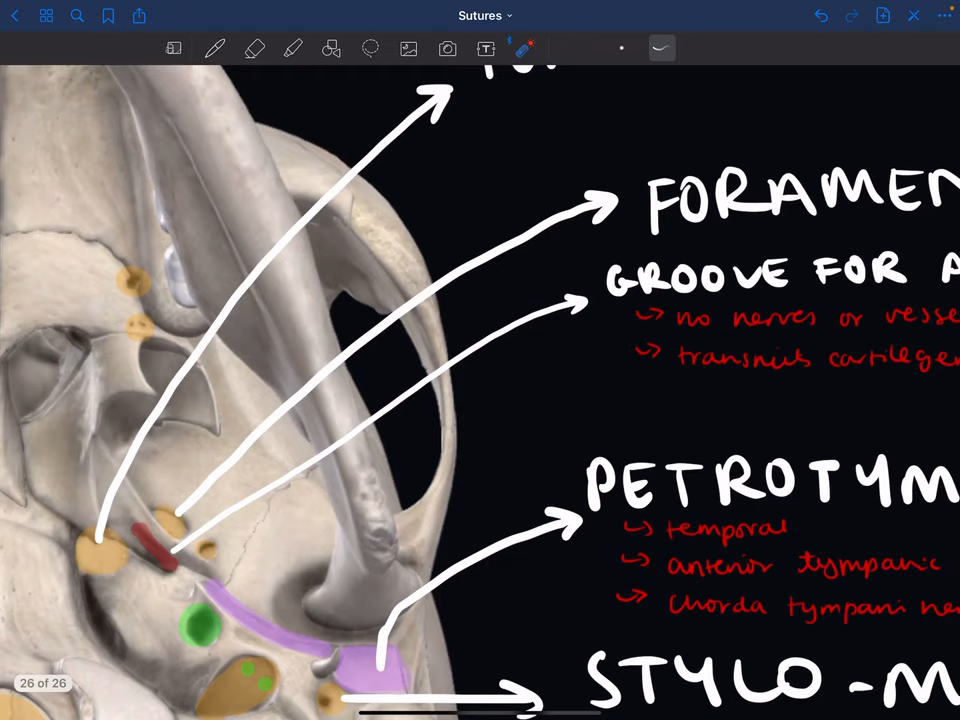 Sutures
FORAMEN
GROOVE FOR A
↳ no nerves or vesse
↳ transmits cartilegen
PETROTYM
↳ temporal
↳ anterior tympanic
↳ chorda tympani ne
STYLO-M
26 of 26